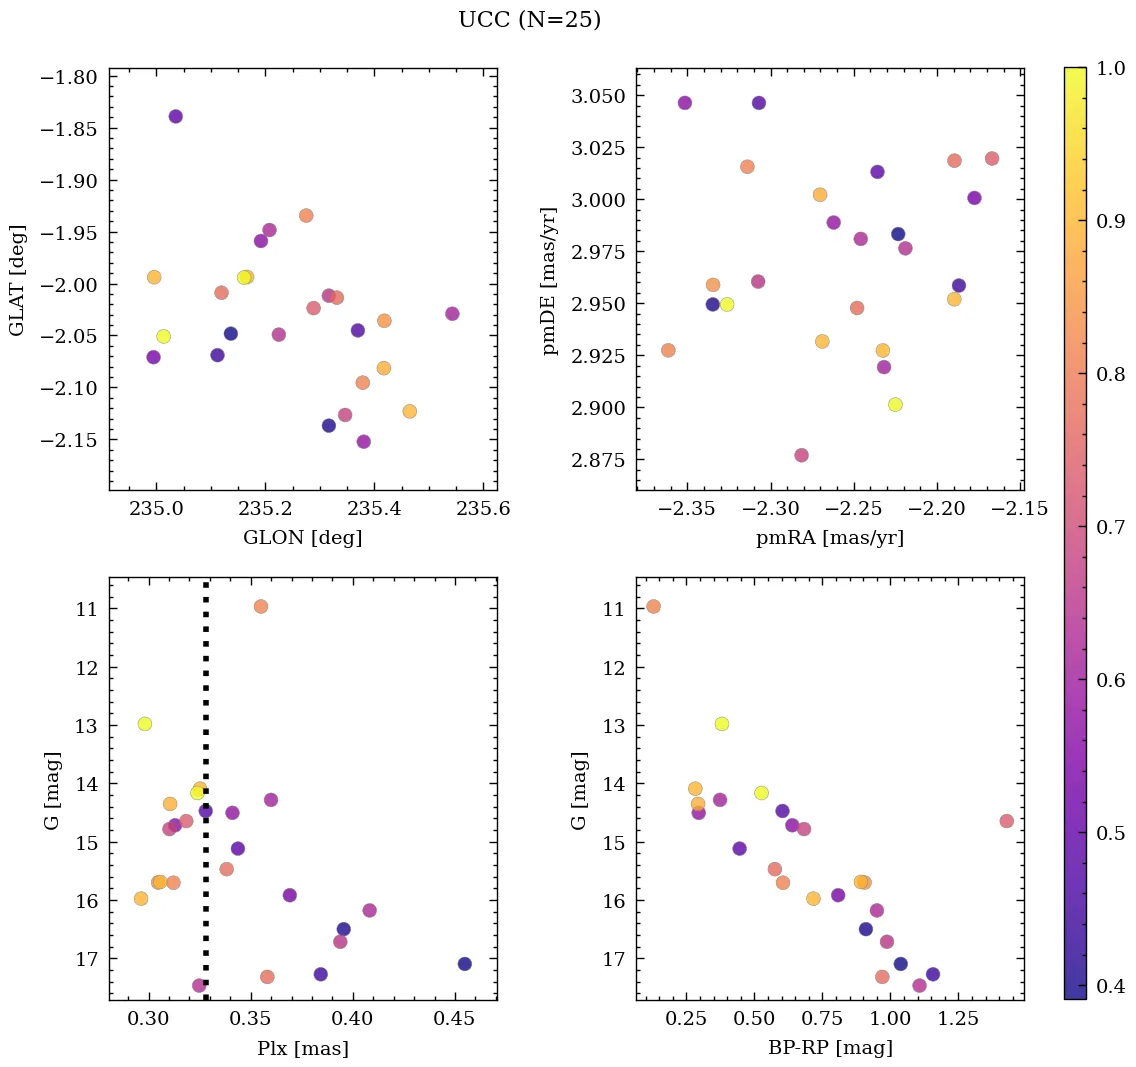 UCC (N=25)
−1.80
−1.85
−1.90
−1.95
−2.00
−2.05
−2.10
−2.15
GLAT [deg]
235.0 235.2 235.4 235.6
GLON [deg]
3.050
3.025
3.000
2.975
2.950
2.925
2.900
2.875
pmDE [mas/yr]
−2.35 −2.30 −2.25 −2.20 −2.15
pmRA [mas/yr]
11
12
13
14
15
16
17
G [mag]
0.30 0.35 0.40 0.45
Plx [mas]
11
12
13
14
15
16
17
G [mag]
0.25 0.50 0.75 1.00 1.25
BP-RP [mag]
1.0
0.9
0.8
0.7
0.6
0.5
0.4